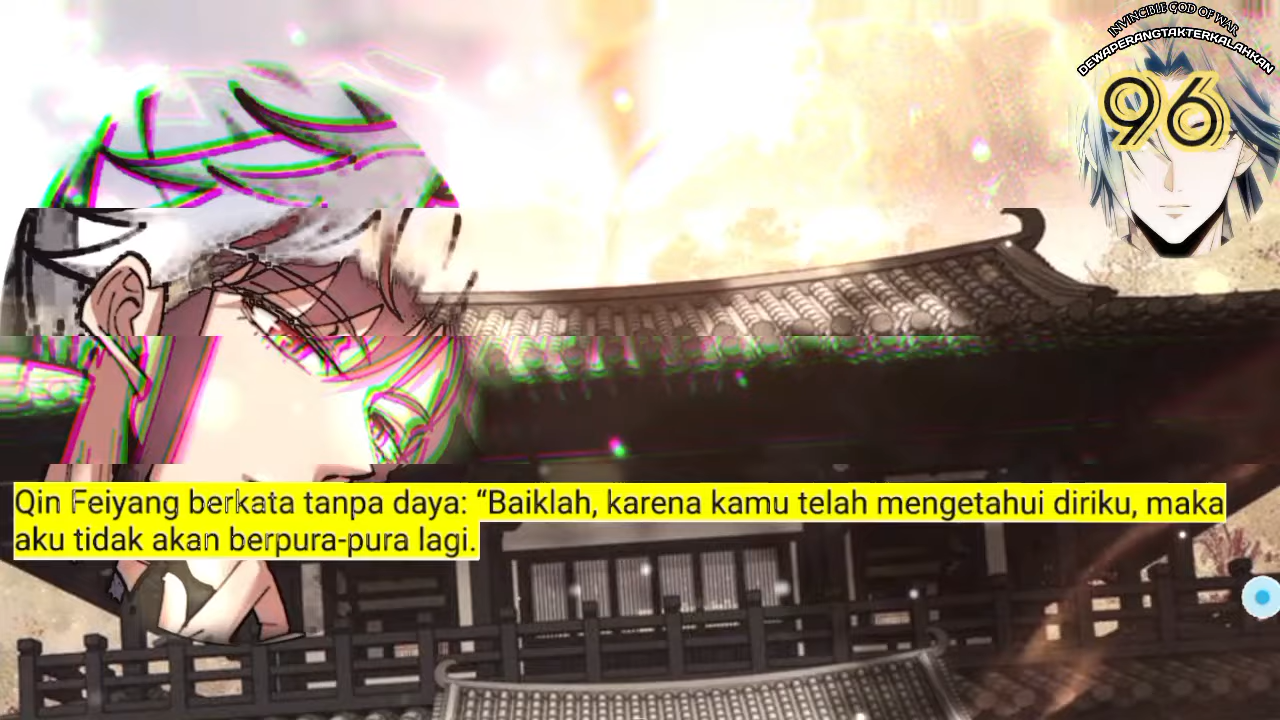 INVINCIBLE GOD OF WAR
DEWAPERANGTAKTERKALAHKAN
96
Qin Feiyang berkata tanpa daya: “Baiklah, karena kamu telah mengetahui diriku, maka
aku tidak akan berpura-pura lagi.